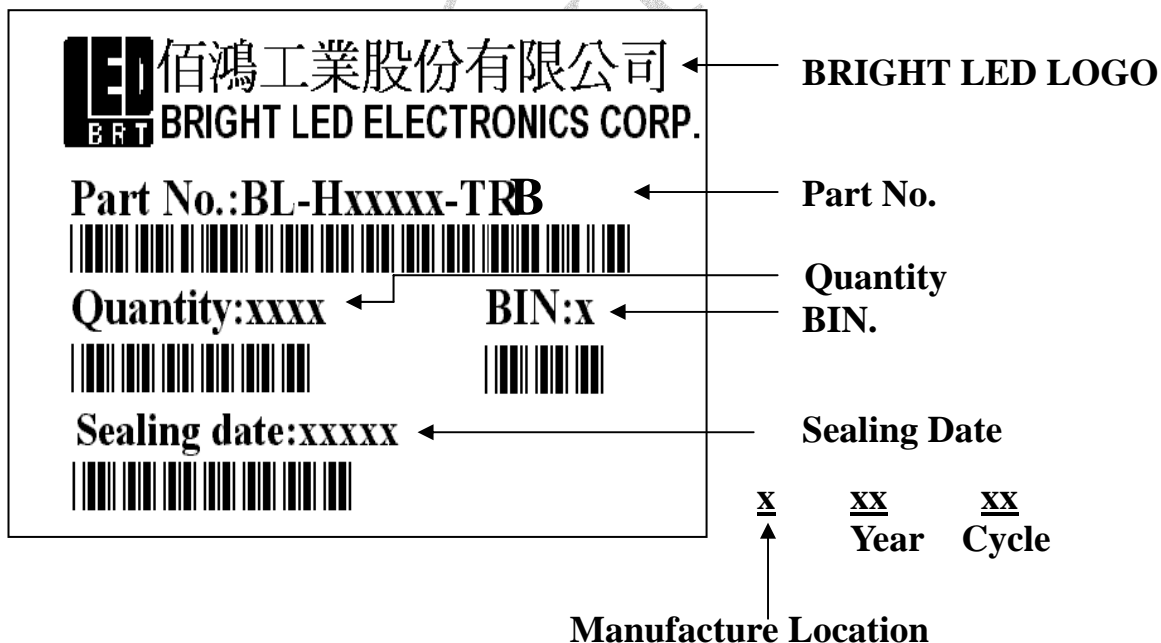 LED
BRT
佰鴻工業股份有限公司
BRIGHT LED ELECTRONICS CORP.
BRIGHT LED LOGO
Part No.:BL-Hxxxxx-TRB
Part No.
Quantity:xxxx
BIN:x
Quantity
BIN.
Sealing date:xxxxx
Sealing Date
x xx xx
Year Cycle
Manufacture Location